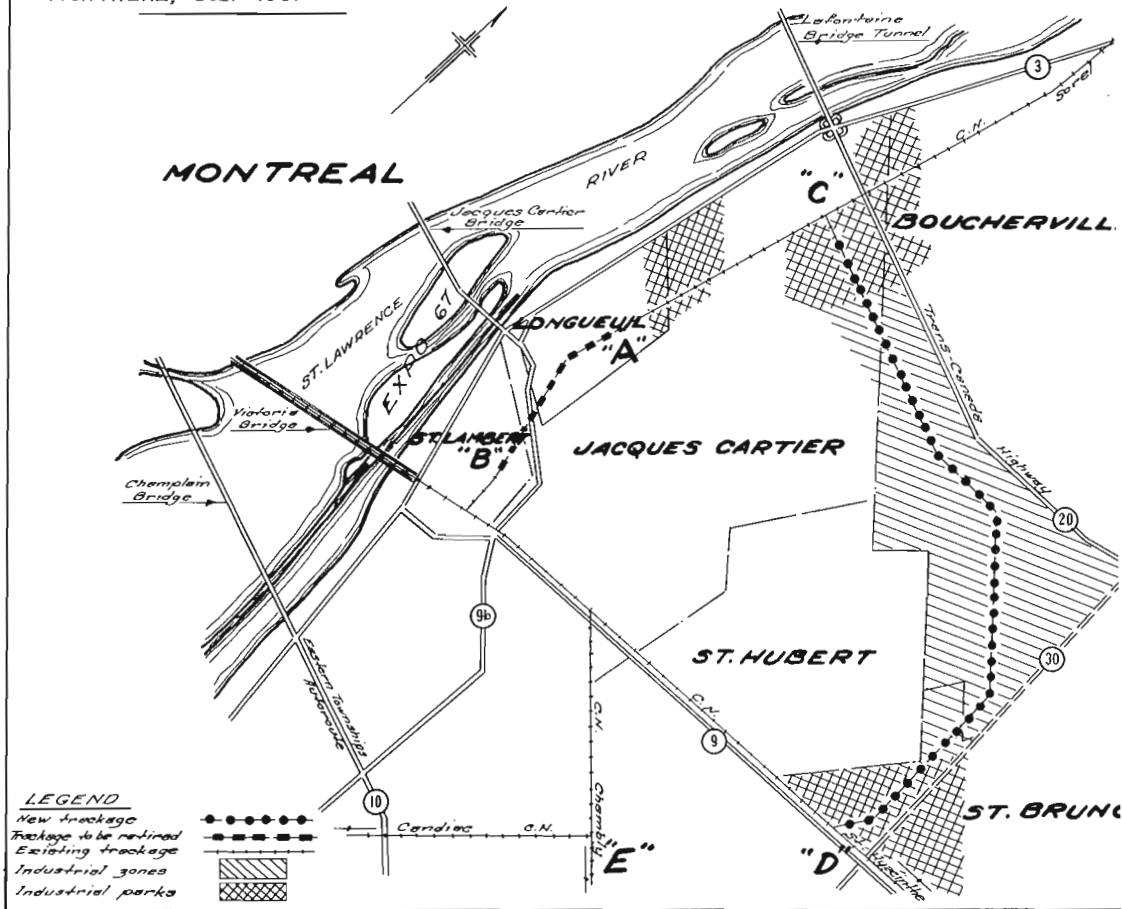 Lafontaine
Bridge Tunnel
3
Sorel
C.N.
MONTREAL
RIVER
"C"
BOUCHERVILL
Jacques Cartier
Bridge
ST. LAWRENCE
EXPO 67
LONGUEUIL
"A"
Trans-Canada
Highway
20
Victoria
Bridge
ST. LAMBERT
"B"
JACQUES CARTIER
Champlain
Bridge
9b
ST. HUBERT
30
Eastern Townships
Autoroute
C.N.
9
C.N.
Chambly
10
Candiac
C.N.
"E"
"D"
St. Hyacinthe
ST. BRUNO
LEGEND
New trackage
Trackage to be retired
Existing trackage
Industrial zones
Industrial parks